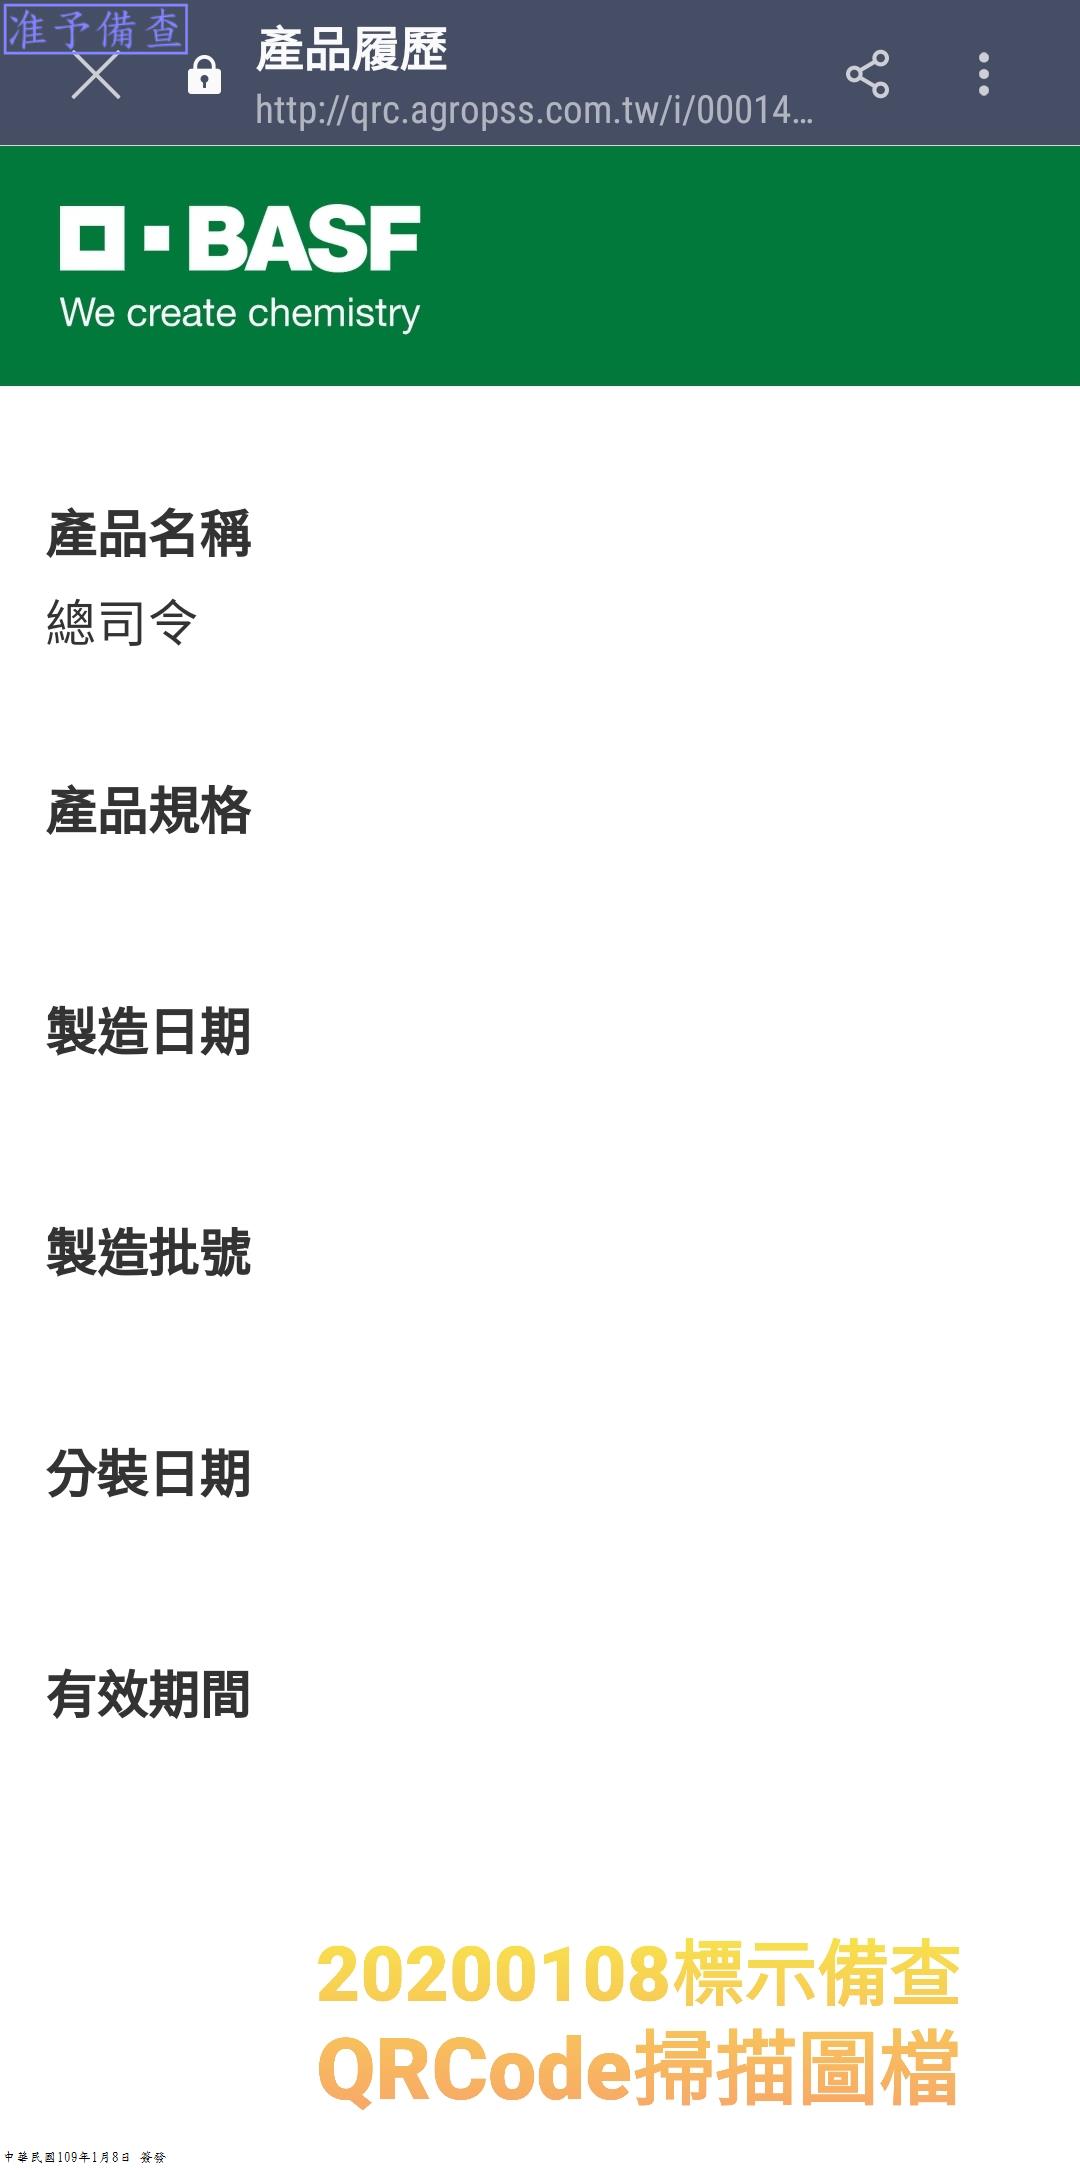 准予備查
產品履歷
http://qrc.agropss.com.tw/i/00014...
BASF
We create chemistry
產品名稱
總司令
產品規格
製造日期
製造批號
分裝日期
有效期間
20200108標示備查
QRCode掃描圖檔
中華民國109年1月8日 簽發